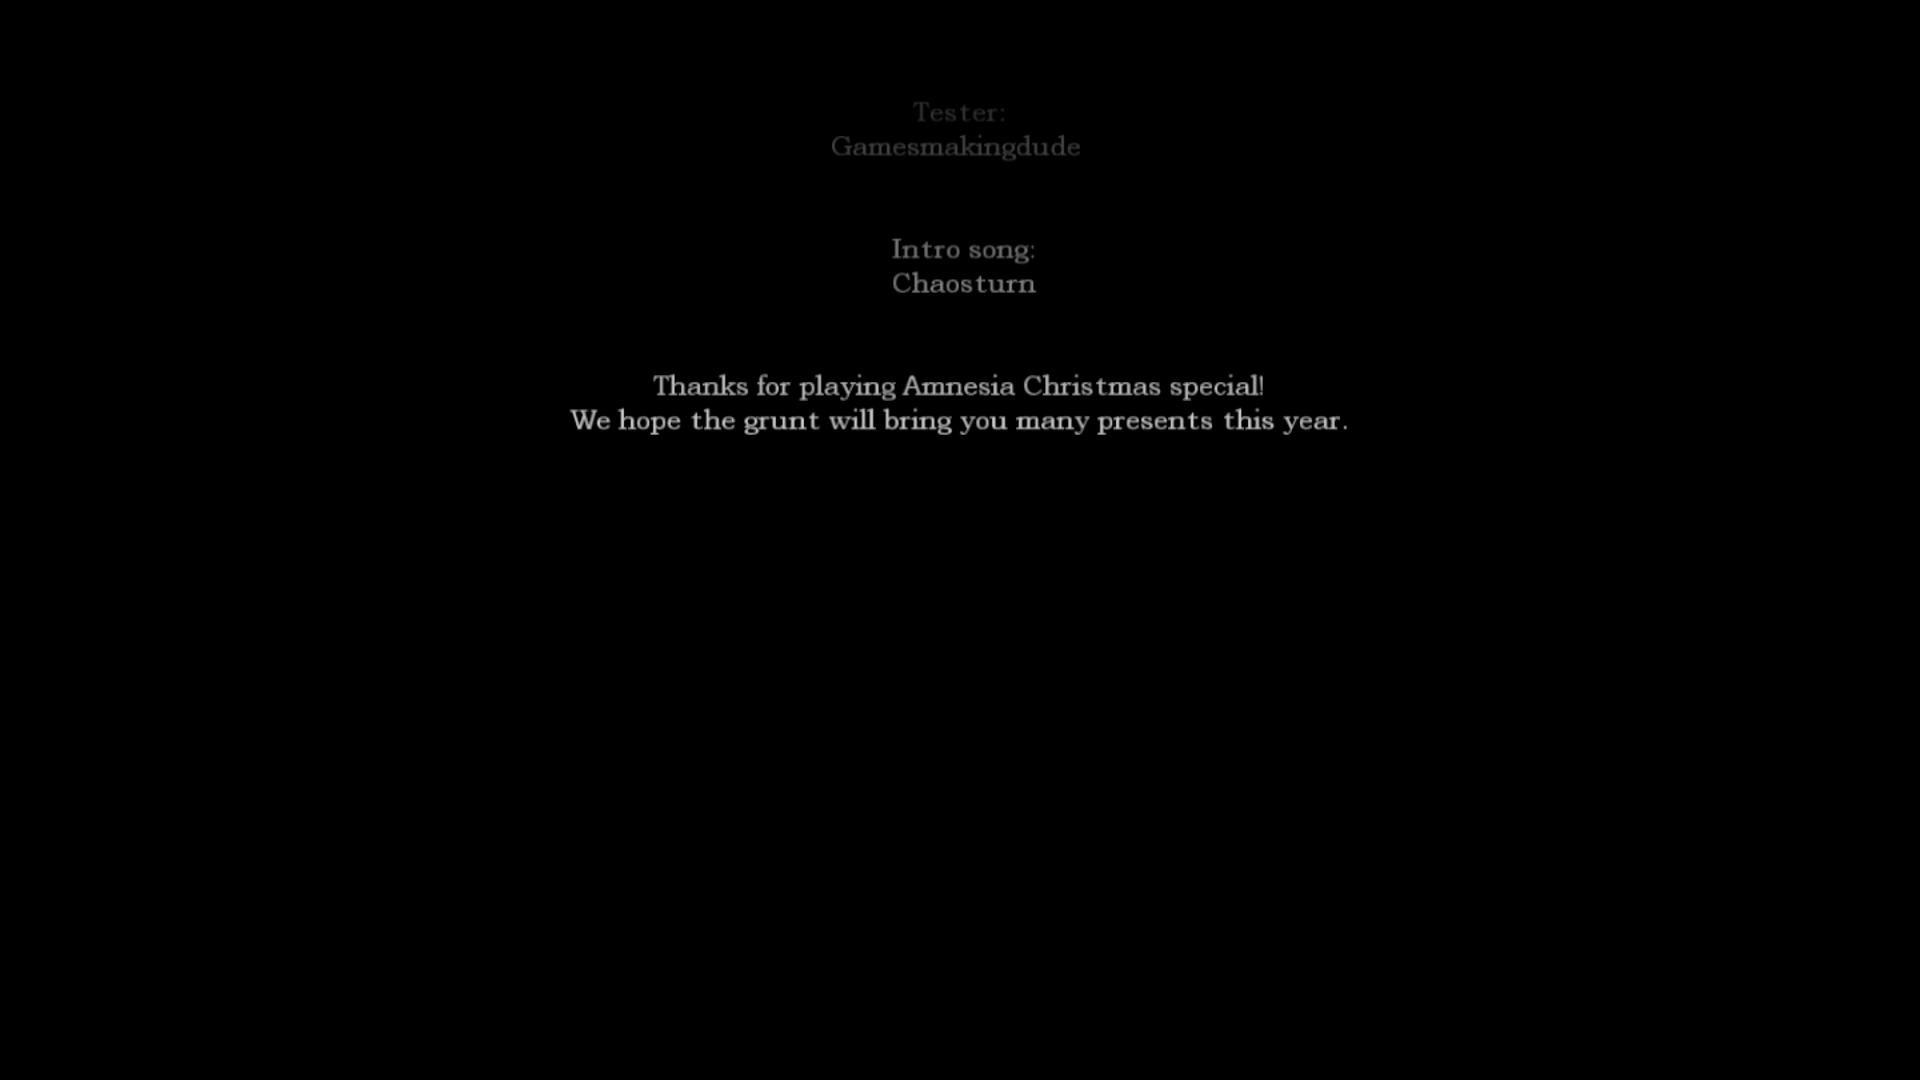 Tester:
Gamesmakingdude
Intro song:
Chaosturn
Thanks for playing Amnesia Christmas special!
We hope the grunt will bring you many presents this year.